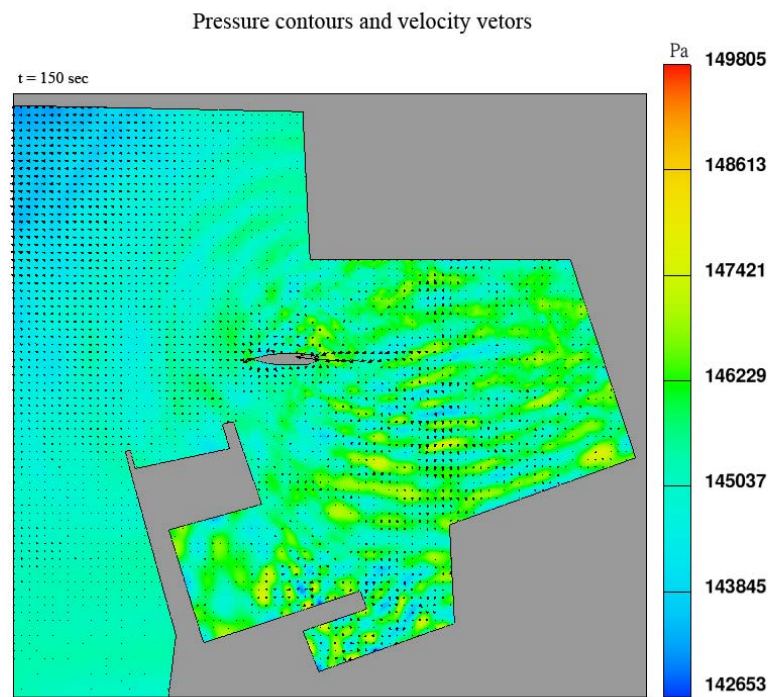 Pressure contours and velocity vetors
t = 150 sec
Pa
149805
148613
147421
146229
145037
143845
142653